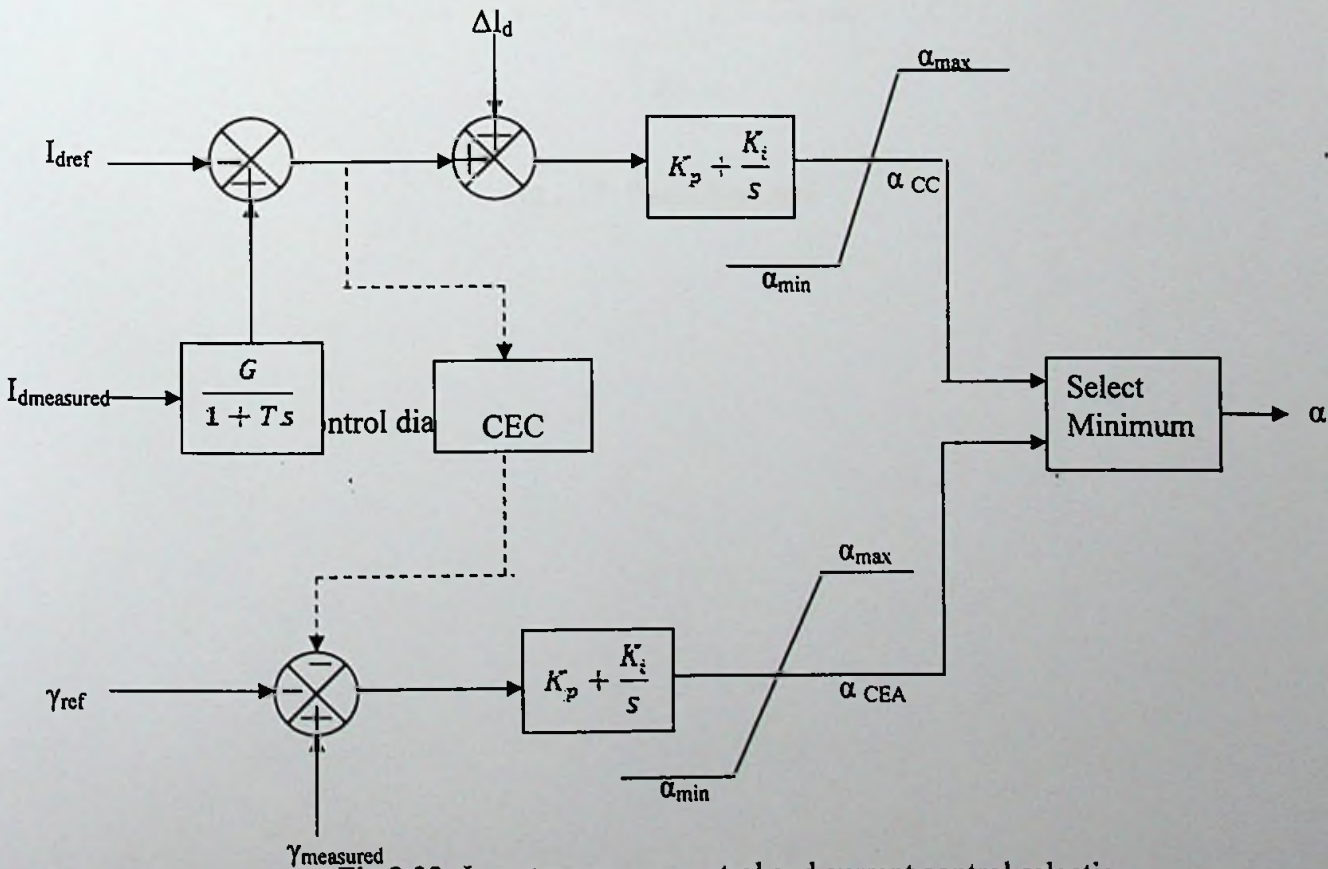 ΔI_d
α_max
I_dref
K_p + K_i/s
α_CC
α_min
I_dmeasured
G/(1 + Ts)
ntrol dia
CEC
Select
Minimum
α
α_max
γ_ref
K_p + K_i/s
α_CEA
α_min
γ_measured